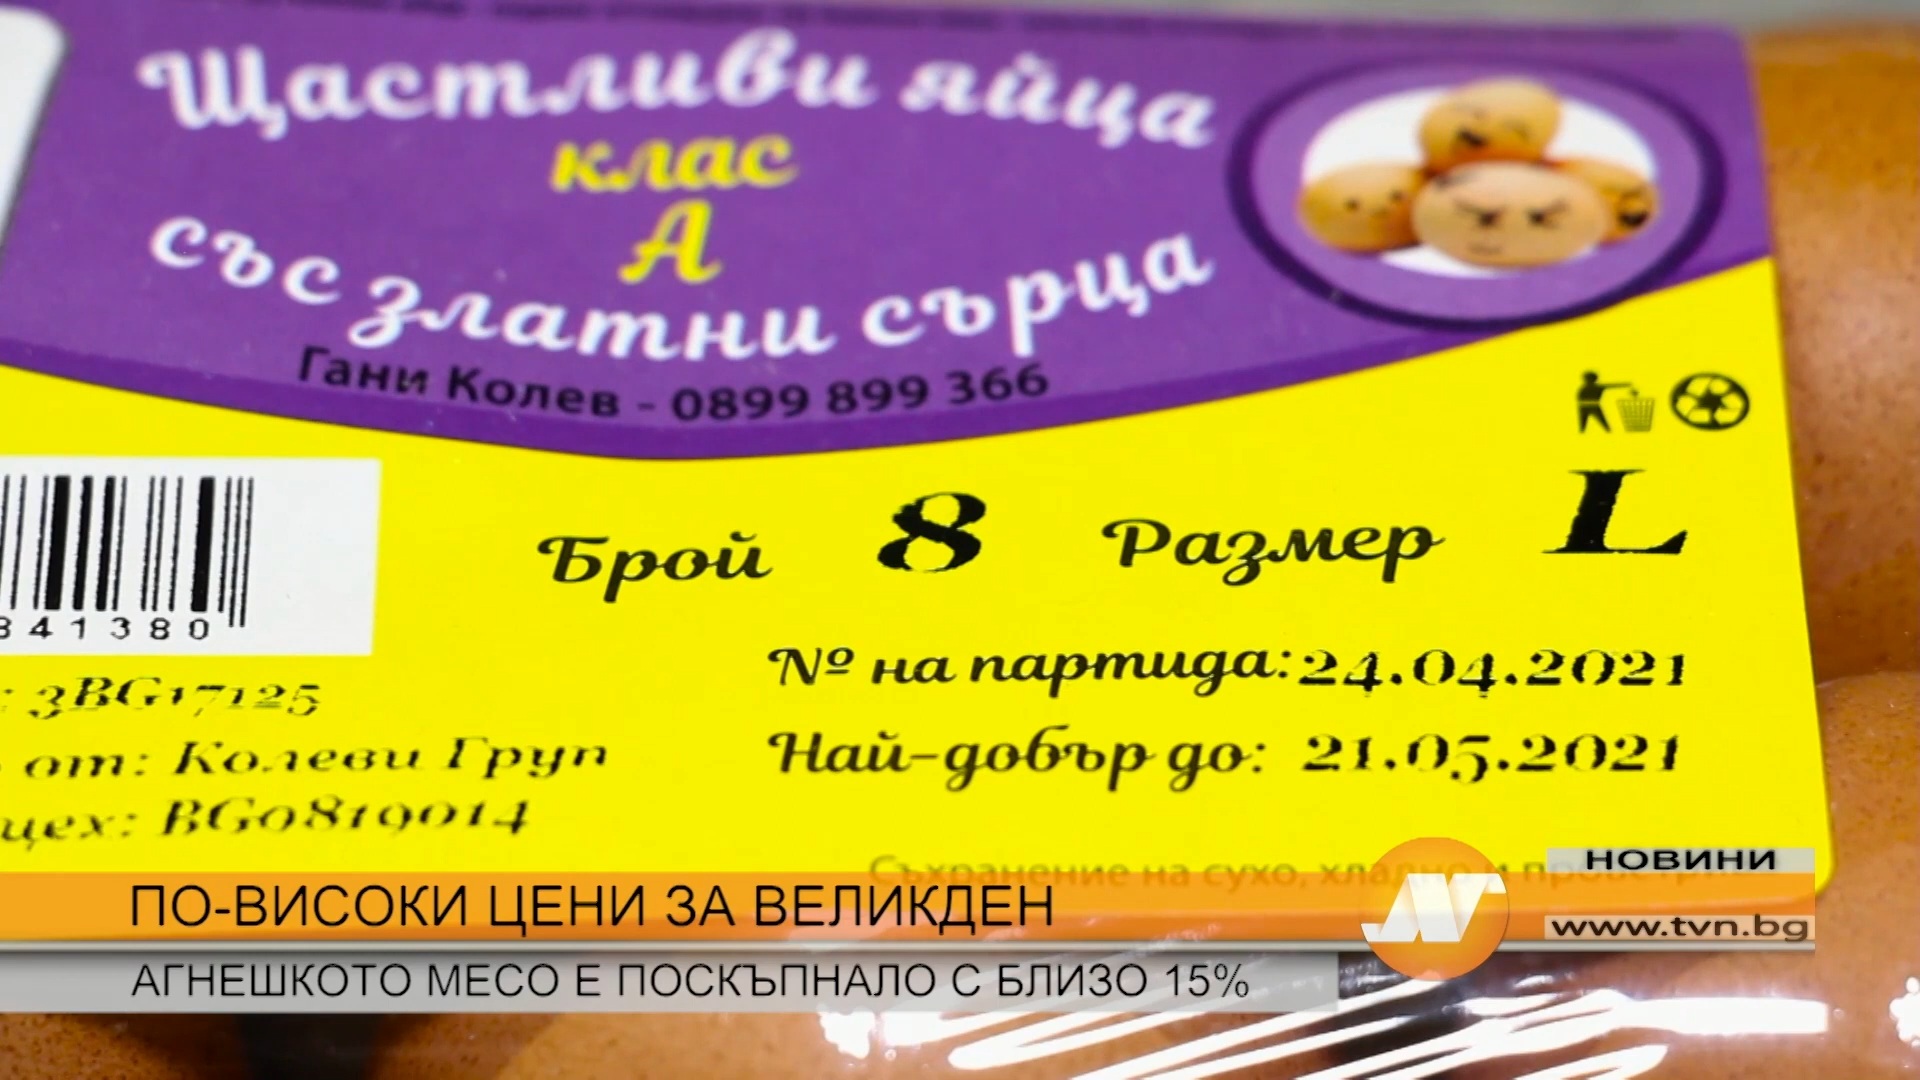 Щастливи яйца
клас
А
със златни сърца
Гани Колев - 0899 899 366
Брой 8 Размер L
841380
№ на партида: 24.04.2021
: 3BG17125
Най-добър до: 21.05.2021
от: Колеви Груп
цех: BG0819014
Съхранение на сухо, хладно и
НОВИНИ
ПО-ВИСОКИ ЦЕНИ ЗА ВЕЛИКДЕН
www.tvn.bg
АГНЕШКОТО МЕСО Е ПОСКЪПНАЛО С БЛИЗО 15%